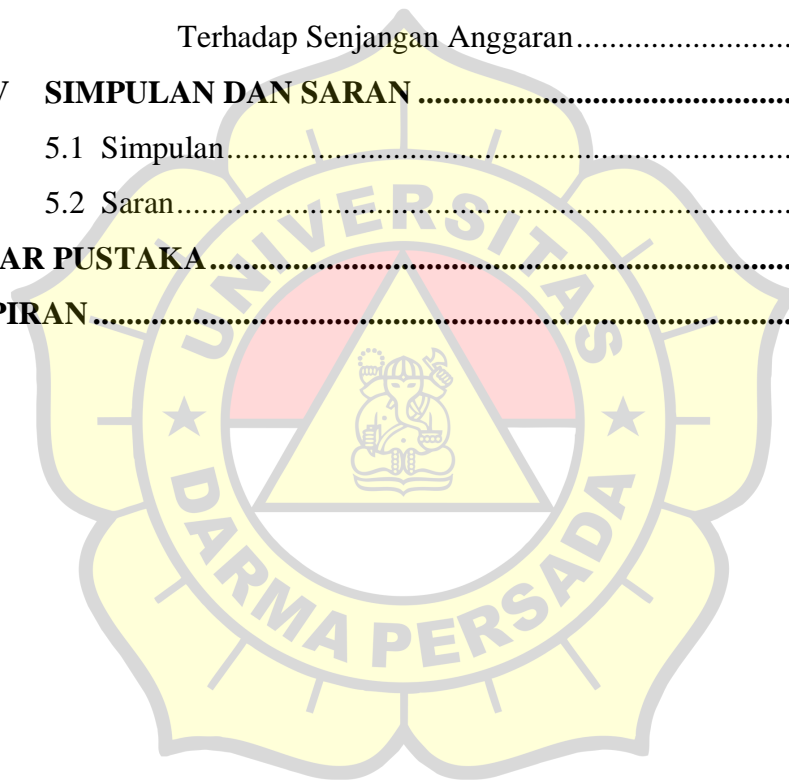 Terhadap Senjangan Anggaran..........................
V SIMPULAN DAN SARAN ..............................................
5.1 Simpulan......................................................................
5.2 Saran............................................................................
AR PUSTAKA........................................................................
PIRAN.......................................................................................
UNIVERSITAS
DARMA PERSADA